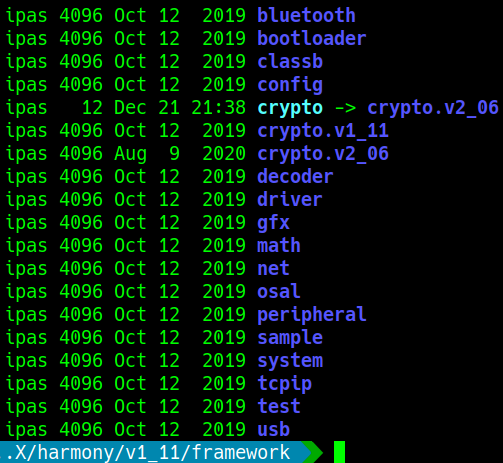 ipas 4096 Oct 12  2019 bluetooth
ipas 4096 Oct 12  2019 bootloader
ipas 4096 Oct 12  2019 classb
ipas 4096 Oct 12  2019 config
ipas   12 Dec 21 21:38 crypto -> crypto.v2_06
ipas 4096 Oct 12  2019 crypto.v1_11
ipas 4096 Aug  9  2020 crypto.v2_06
ipas 4096 Oct 12  2019 decoder
ipas 4096 Oct 12  2019 driver
ipas 4096 Oct 12  2019 gfx
ipas 4096 Oct 12  2019 math
ipas 4096 Oct 12  2019 net
ipas 4096 Oct 12  2019 osal
ipas 4096 Oct 12  2019 peripheral
ipas 4096 Oct 12  2019 sample
ipas 4096 Oct 12  2019 system
ipas 4096 Oct 12  2019 tcpip
ipas 4096 Oct 12  2019 test
ipas 4096 Oct 12  2019 usb
..X/harmony/v1_11/framework